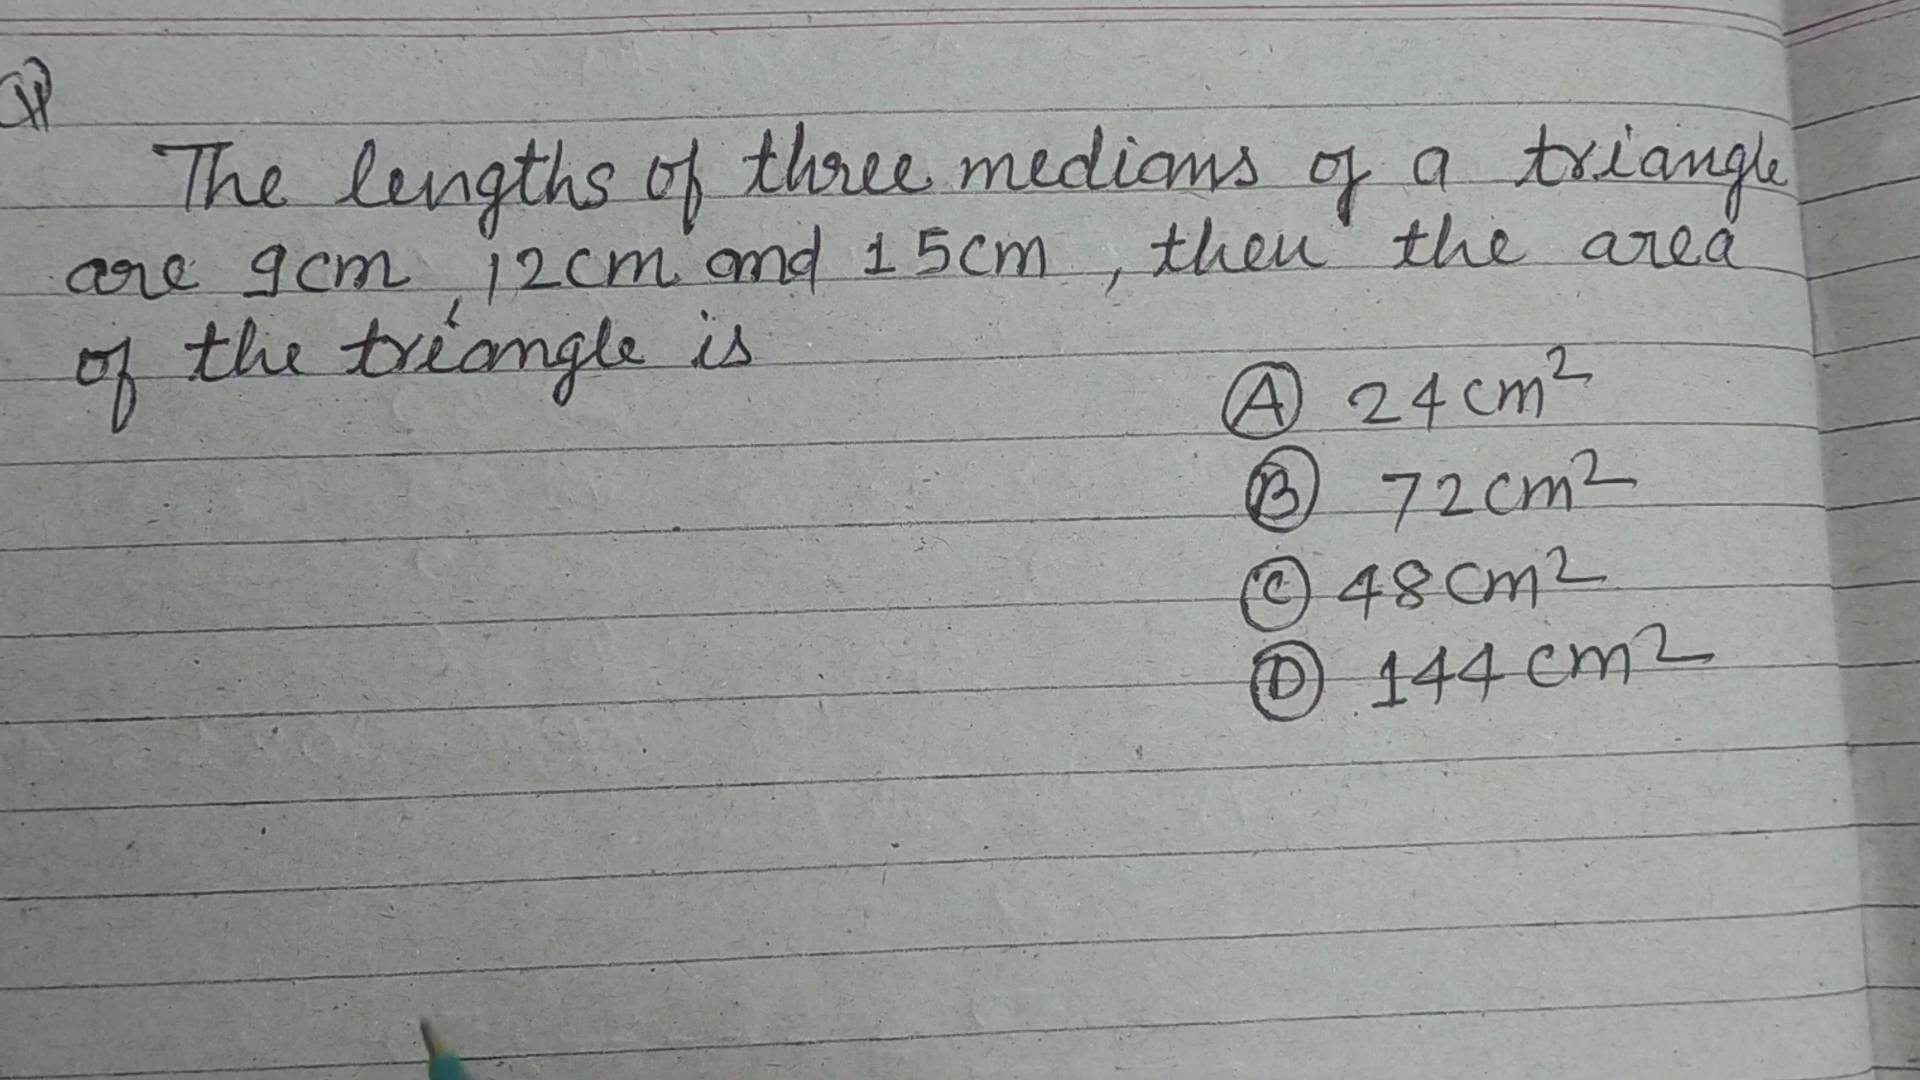 Q
The lengths of three medians of a triangle
are 9cm, 12cm and 15cm, then the area
of the triangle is
A 24cm²
B 72cm²
C 48cm²
D 144cm²